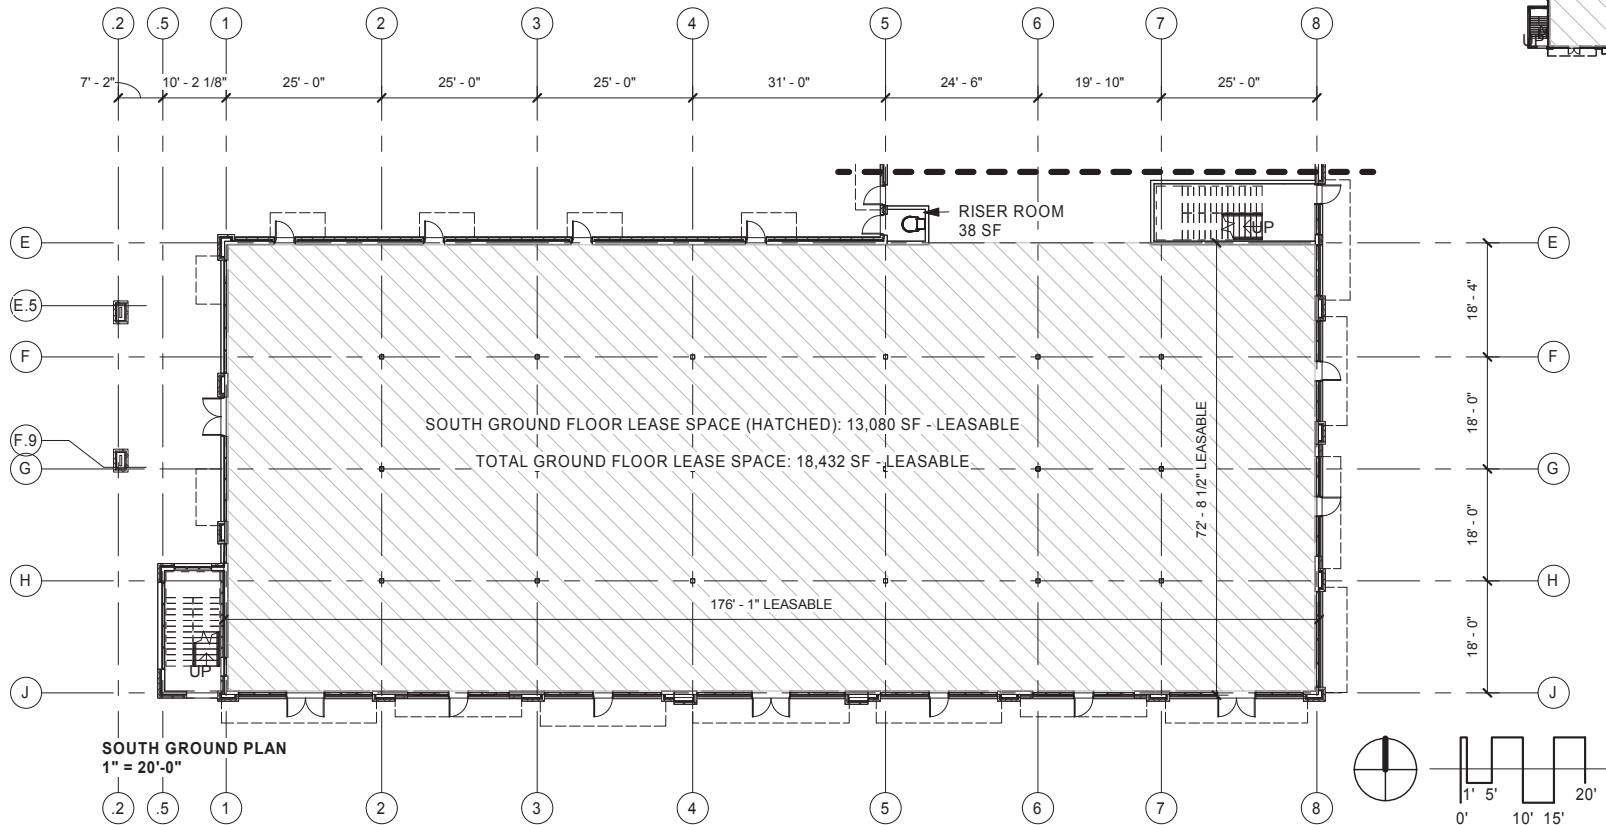 .2 .5 1 2 3 4 5 6 7 8
7' - 2" 10' - 2 1/8" 25' - 0" 25' - 0" 25' - 0" 31' - 0" 24' - 6" 19' - 10" 25' - 0"
RISER ROOM
38 SF
UP
E E
E.5
18' - 4"
F F
SOUTH GROUND FLOOR LEASE SPACE (HATCHED): 13,080 SF - LEASABLE
18' - 0"
72' - 8 1/2" LEASABLE
F.9
TOTAL GROUND FLOOR LEASE SPACE: 18,432 SF - LEASABLE
G G
18' - 0"
H H
176' - 1" LEASABLE
18' - 0"
UP
J J
SOUTH GROUND PLAN
1" = 20'-0"
1' 5' 20'
0' 10' 15'
.2 .5 1 2 3 4 5 6 7 8